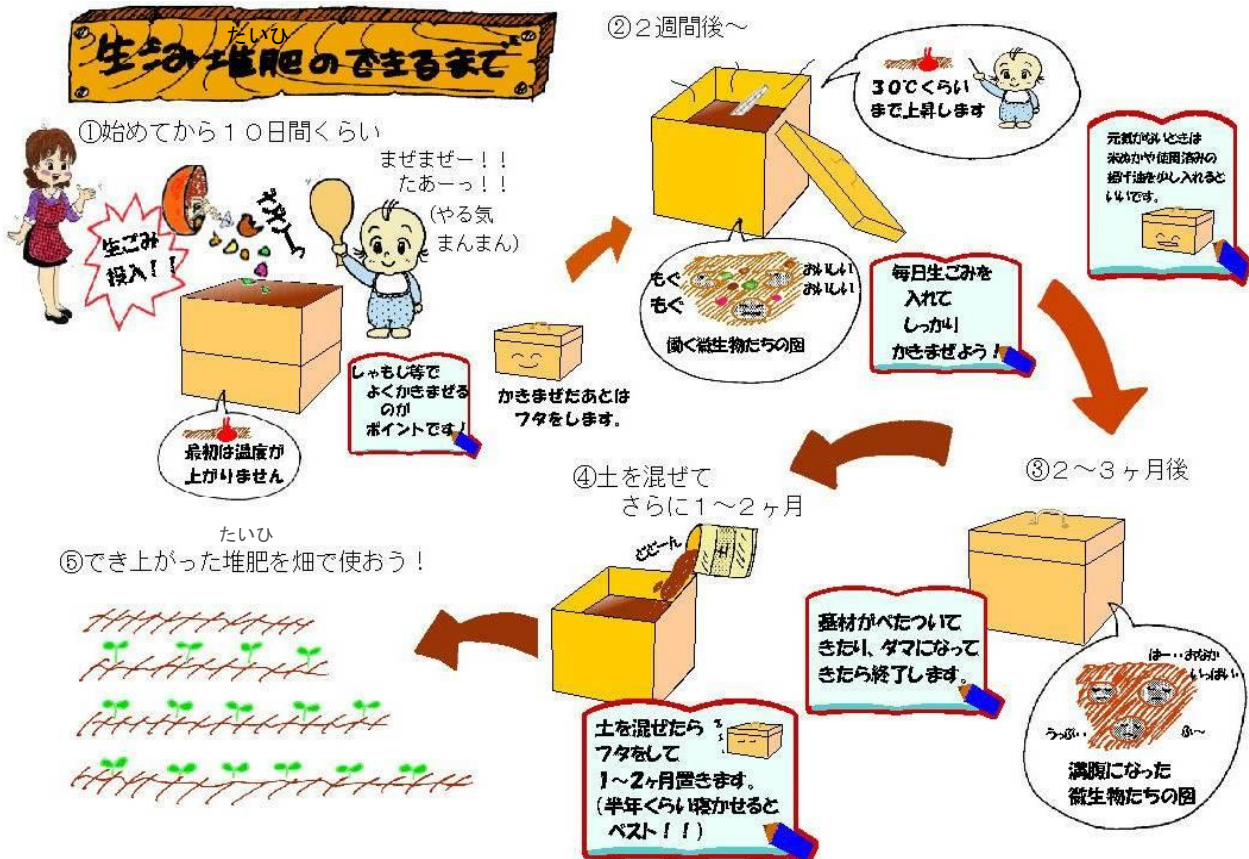 たいひ
生ごみ堆肥のできるまで
①始めてから１０日間くらい
生ごみ
投入！！
まぜまぜー！！
たあーっ！！
(やる気
まんまん)
しゃもじ等で
よくかきまぜる
のが
ポイントです！
かきまぜたあとは
フタをします。
最初は温度が
上がりません
②２週間後～
３０℃くらい
まで上昇します
もぐ
もぐ
おいしい
おいしい
働く微生物たちの図
毎日生ごみを
入れて
しっかり
かきまぜよう！
元気がないときは
米ぬかや使用済みの
揚げ油を少し入れると
いいです。
③２～３ヶ月後
は‥おなか
いっぱい
うっぷ‥
ふ～
満腹になった
微生物たちの図
基材がべたついて
きたり、ダマになって
きたら終了します。
④土を混ぜて
さらに１～２ヶ月
どどーん
土
土を混ぜたら
フタをして
１～２ヶ月置きます。
(半年くらい寝かせると
ベスト！！)
たいひ
⑤でき上がった堆肥を畑で使おう！